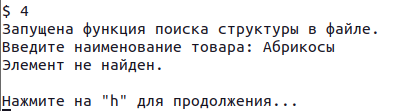 $ 4
Запущена функция поиска структуры в файле.
Введите наименование товара: Абрикосы
Элемент не найден.
Нажмите на "h" для продолжения...